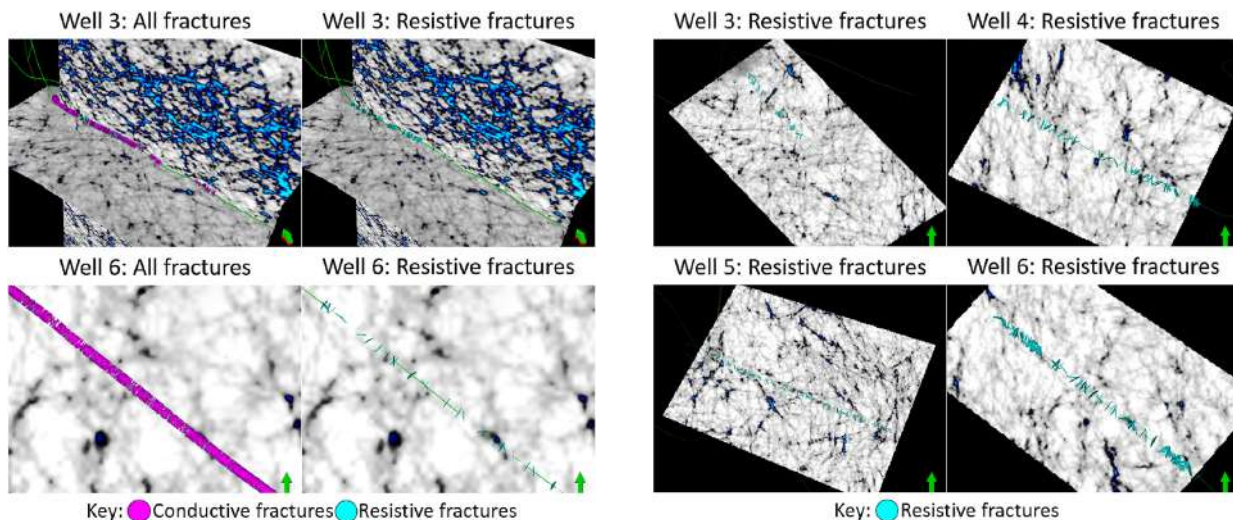 Well 3: All fractures
Well 3: Resistive fractures
Well 3: Resistive fractures
Well 4: Resistive fractures
Well 6: All fractures
Well 6: Resistive fractures
Well 5: Resistive fractures
Well 6: Resistive fractures
Key: Conductive fractures Resistive fractures
Key: Resistive fractures